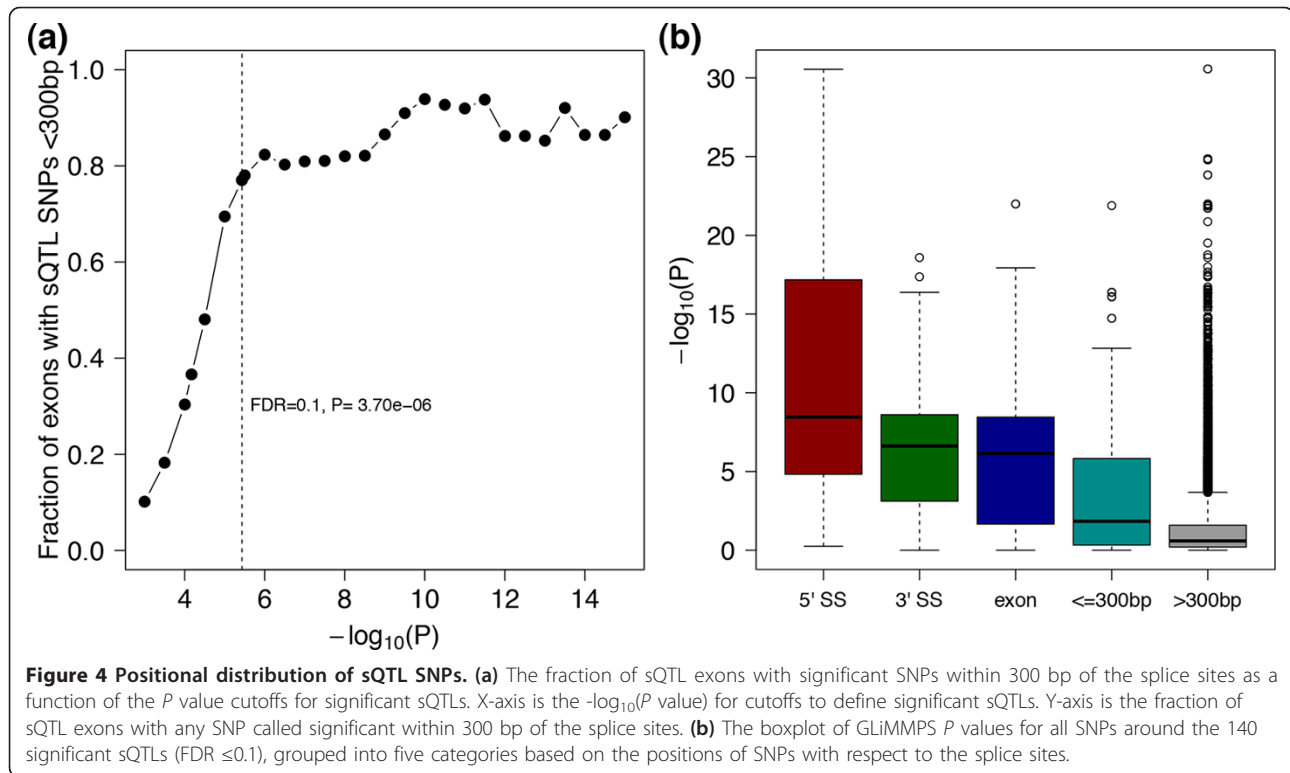 (a)
Fraction of exons with sQTL SNPs <300bp
1.0
0.8
0.6
0.4
0.2
0.0
FDR=0.1, P= 3.70e−06
4 6 8 10 12 14
−log10(P)
(b)
−log10(P)
30
25
20
15
10
5
0
5' SS 3' SS exon <=300bp >300bp
Figure 4 Positional distribution of sQTL SNPs. (a) The fraction of sQTL exons with significant SNPs within 300 bp of the splice sites as a
function of the P value cutoffs for significant sQTLs. X-axis is the -log10(P value) for cutoffs to define significant sQTLs. Y-axis is the fraction of
sQTL exons with any SNP called significant within 300 bp of the splice sites. (b) The boxplot of GLiMMPS P values for all SNPs around the 140
significant sQTLs (FDR ≤0.1), grouped into five categories based on the positions of SNPs with respect to the splice sites.